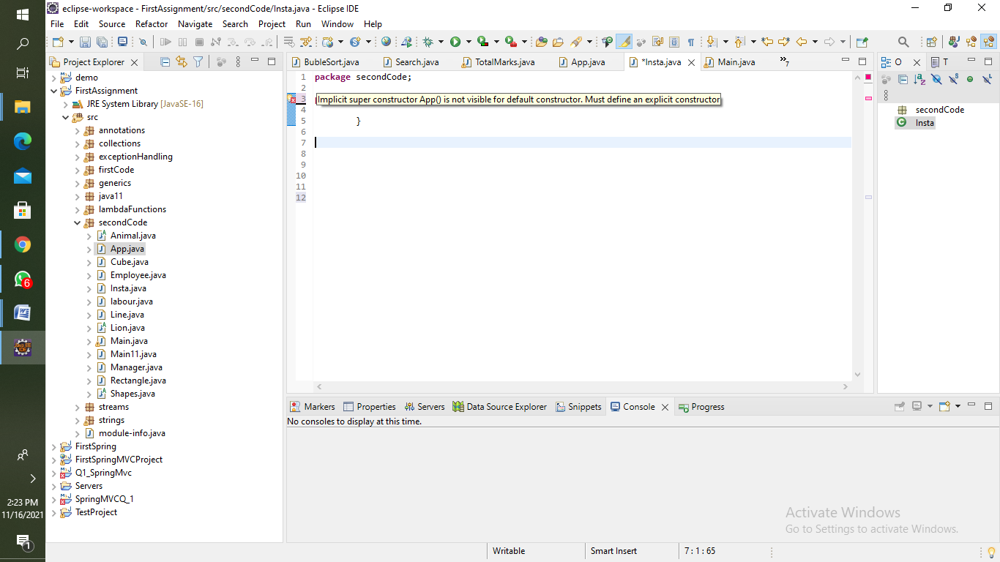 eclipse-workspace - FirstAssignment/src/secondCode/Insta.java - Eclipse IDE
File Edit Source Refactor Navigate Search Project Run Window Help
Project Explorer
demo
FirstAssignment
JRE System Library [JavaSE-16]
src
annotations
collections
exceptionHandling
firstCode
generics
java11
lambdaFunctions
secondCode
Animal.java
App.java
Cube.java
Employee.java
Insta.java
labour.java
Line.java
Lion.java
Main.java
Main11.java
Manager.java
Rectangle.java
Shapes.java
streams
strings
module-info.java
FirstSpring
FirstSpringMVCProject
Q1_SpringMvc
Servers
SpringMVCQ_1
TestProject
BubleSort.java Search.java TotalMarks.java App.java *Insta.java Main.java »7
1 package secondCode;
2
3 Implicit super constructor App() is not visible for default constructor. Must define an explicit constructor
4
5 }
6
7
8
9
10
11
12
O T
secondCode
Insta
Markers Properties Servers Data Source Explorer Snippets Console Progress
No consoles to display at this time.
Activate Windows
Go to Settings to activate Windows.
Writable Smart Insert 7 : 1 : 65
6
2:23 PM
11/16/2021
1